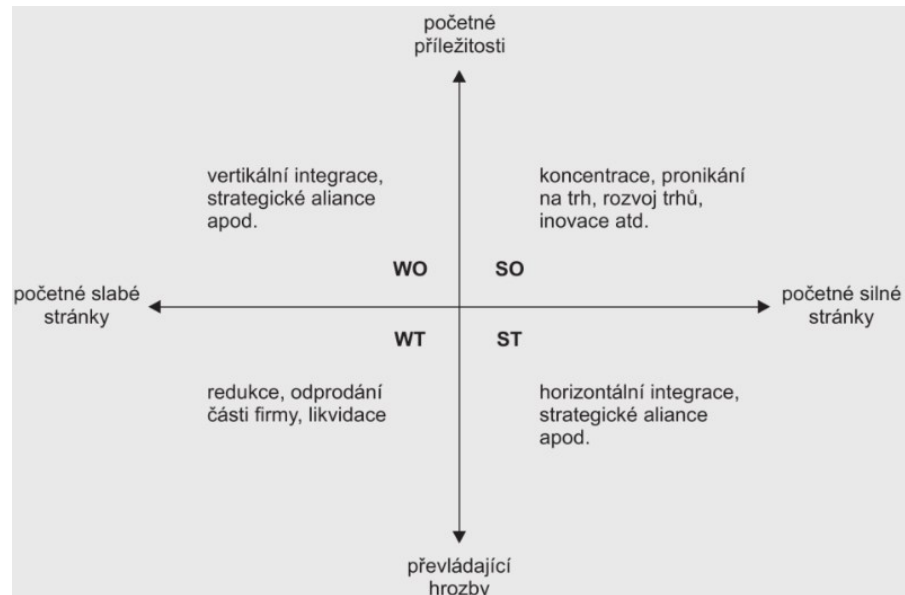 početné
příležitosti
vertikální integrace,
strategické aliance
apod.
koncentrace, pronikání
na trh, rozvoj trhů,
inovace atd.
WO
SO
početné slabé
stránky
početné silné
stránky
WT
ST
redukce, odprodání
části firmy, likvidace
horizontální integrace,
strategické aliance
apod.
převládající
hrozby